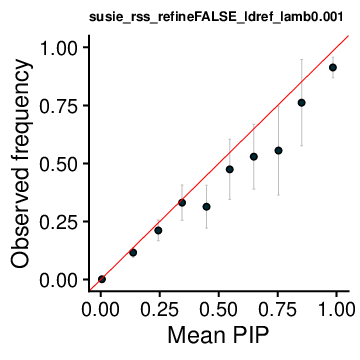 susie_rss_refineFALSE_ldref_lamb0.001
1.00
0.75
0.50
0.25
0.00
Observed frequency
0.00 0.25 0.50 0.75 1.00
Mean PIP